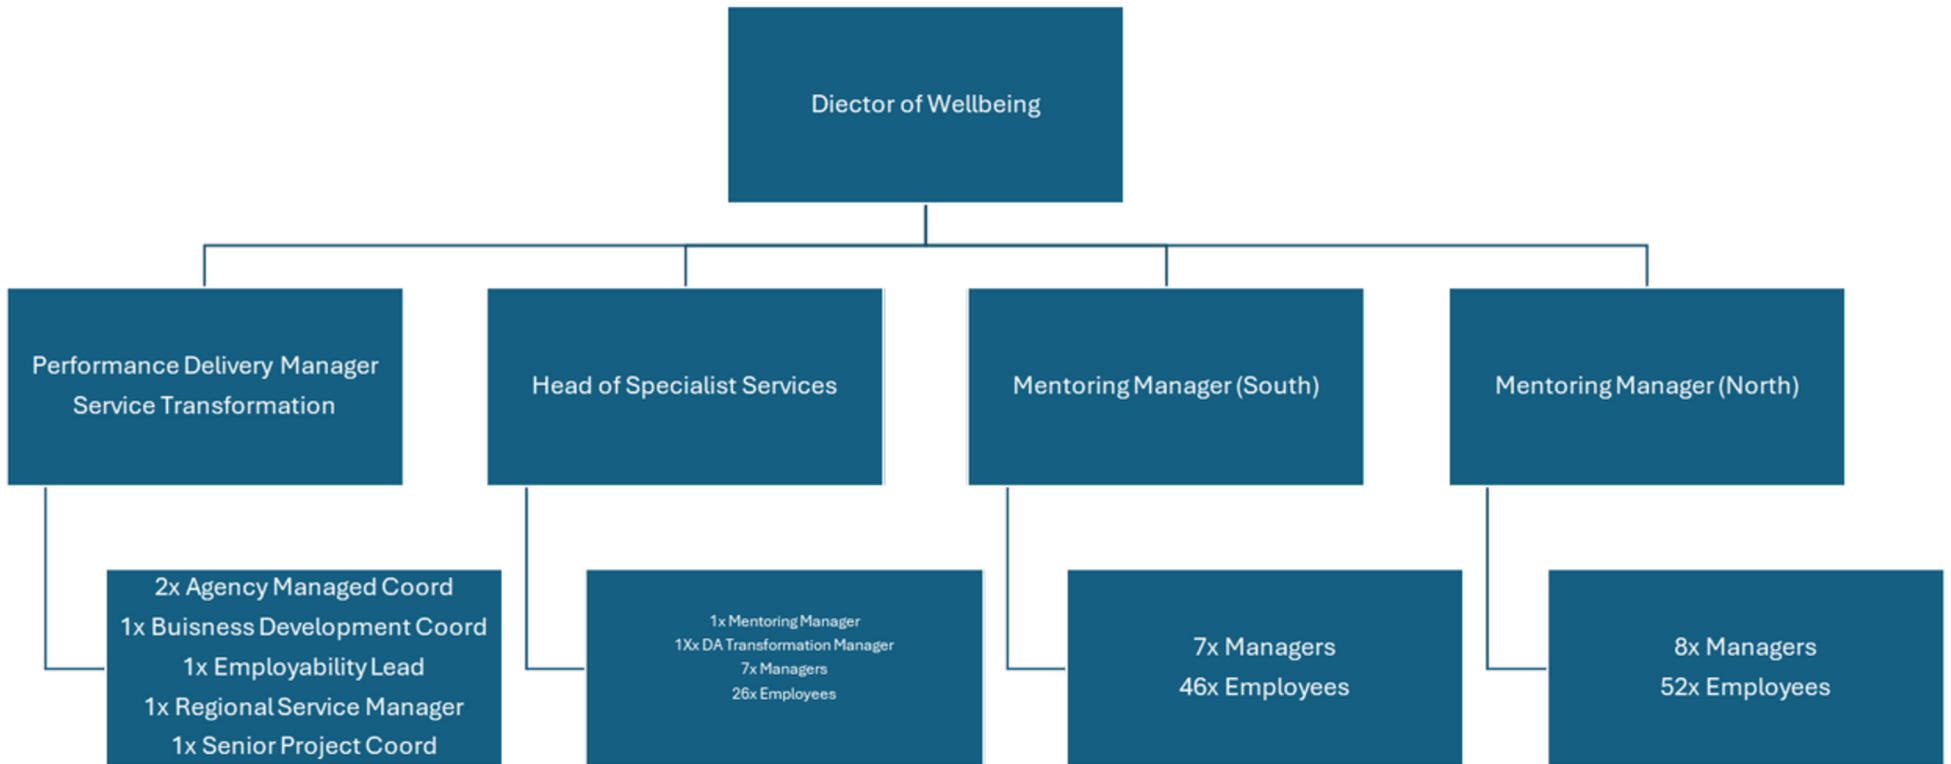 Diector of Wellbeing
Performance Delivery Manager
Service Transformation
Head of Specialist Services
Mentoring Manager (South)
Mentoring Manager (North)
2x Agency Managed Coord
1x Buisness Development Coord
1x Employability Lead
1x Regional Service Manager
1x Senior Project Coord
1x Mentoring Manager
1Xx DA Transformation Manager
7x Managers
26x Employees
7x Managers
46x Employees
8x Managers
52x Employees